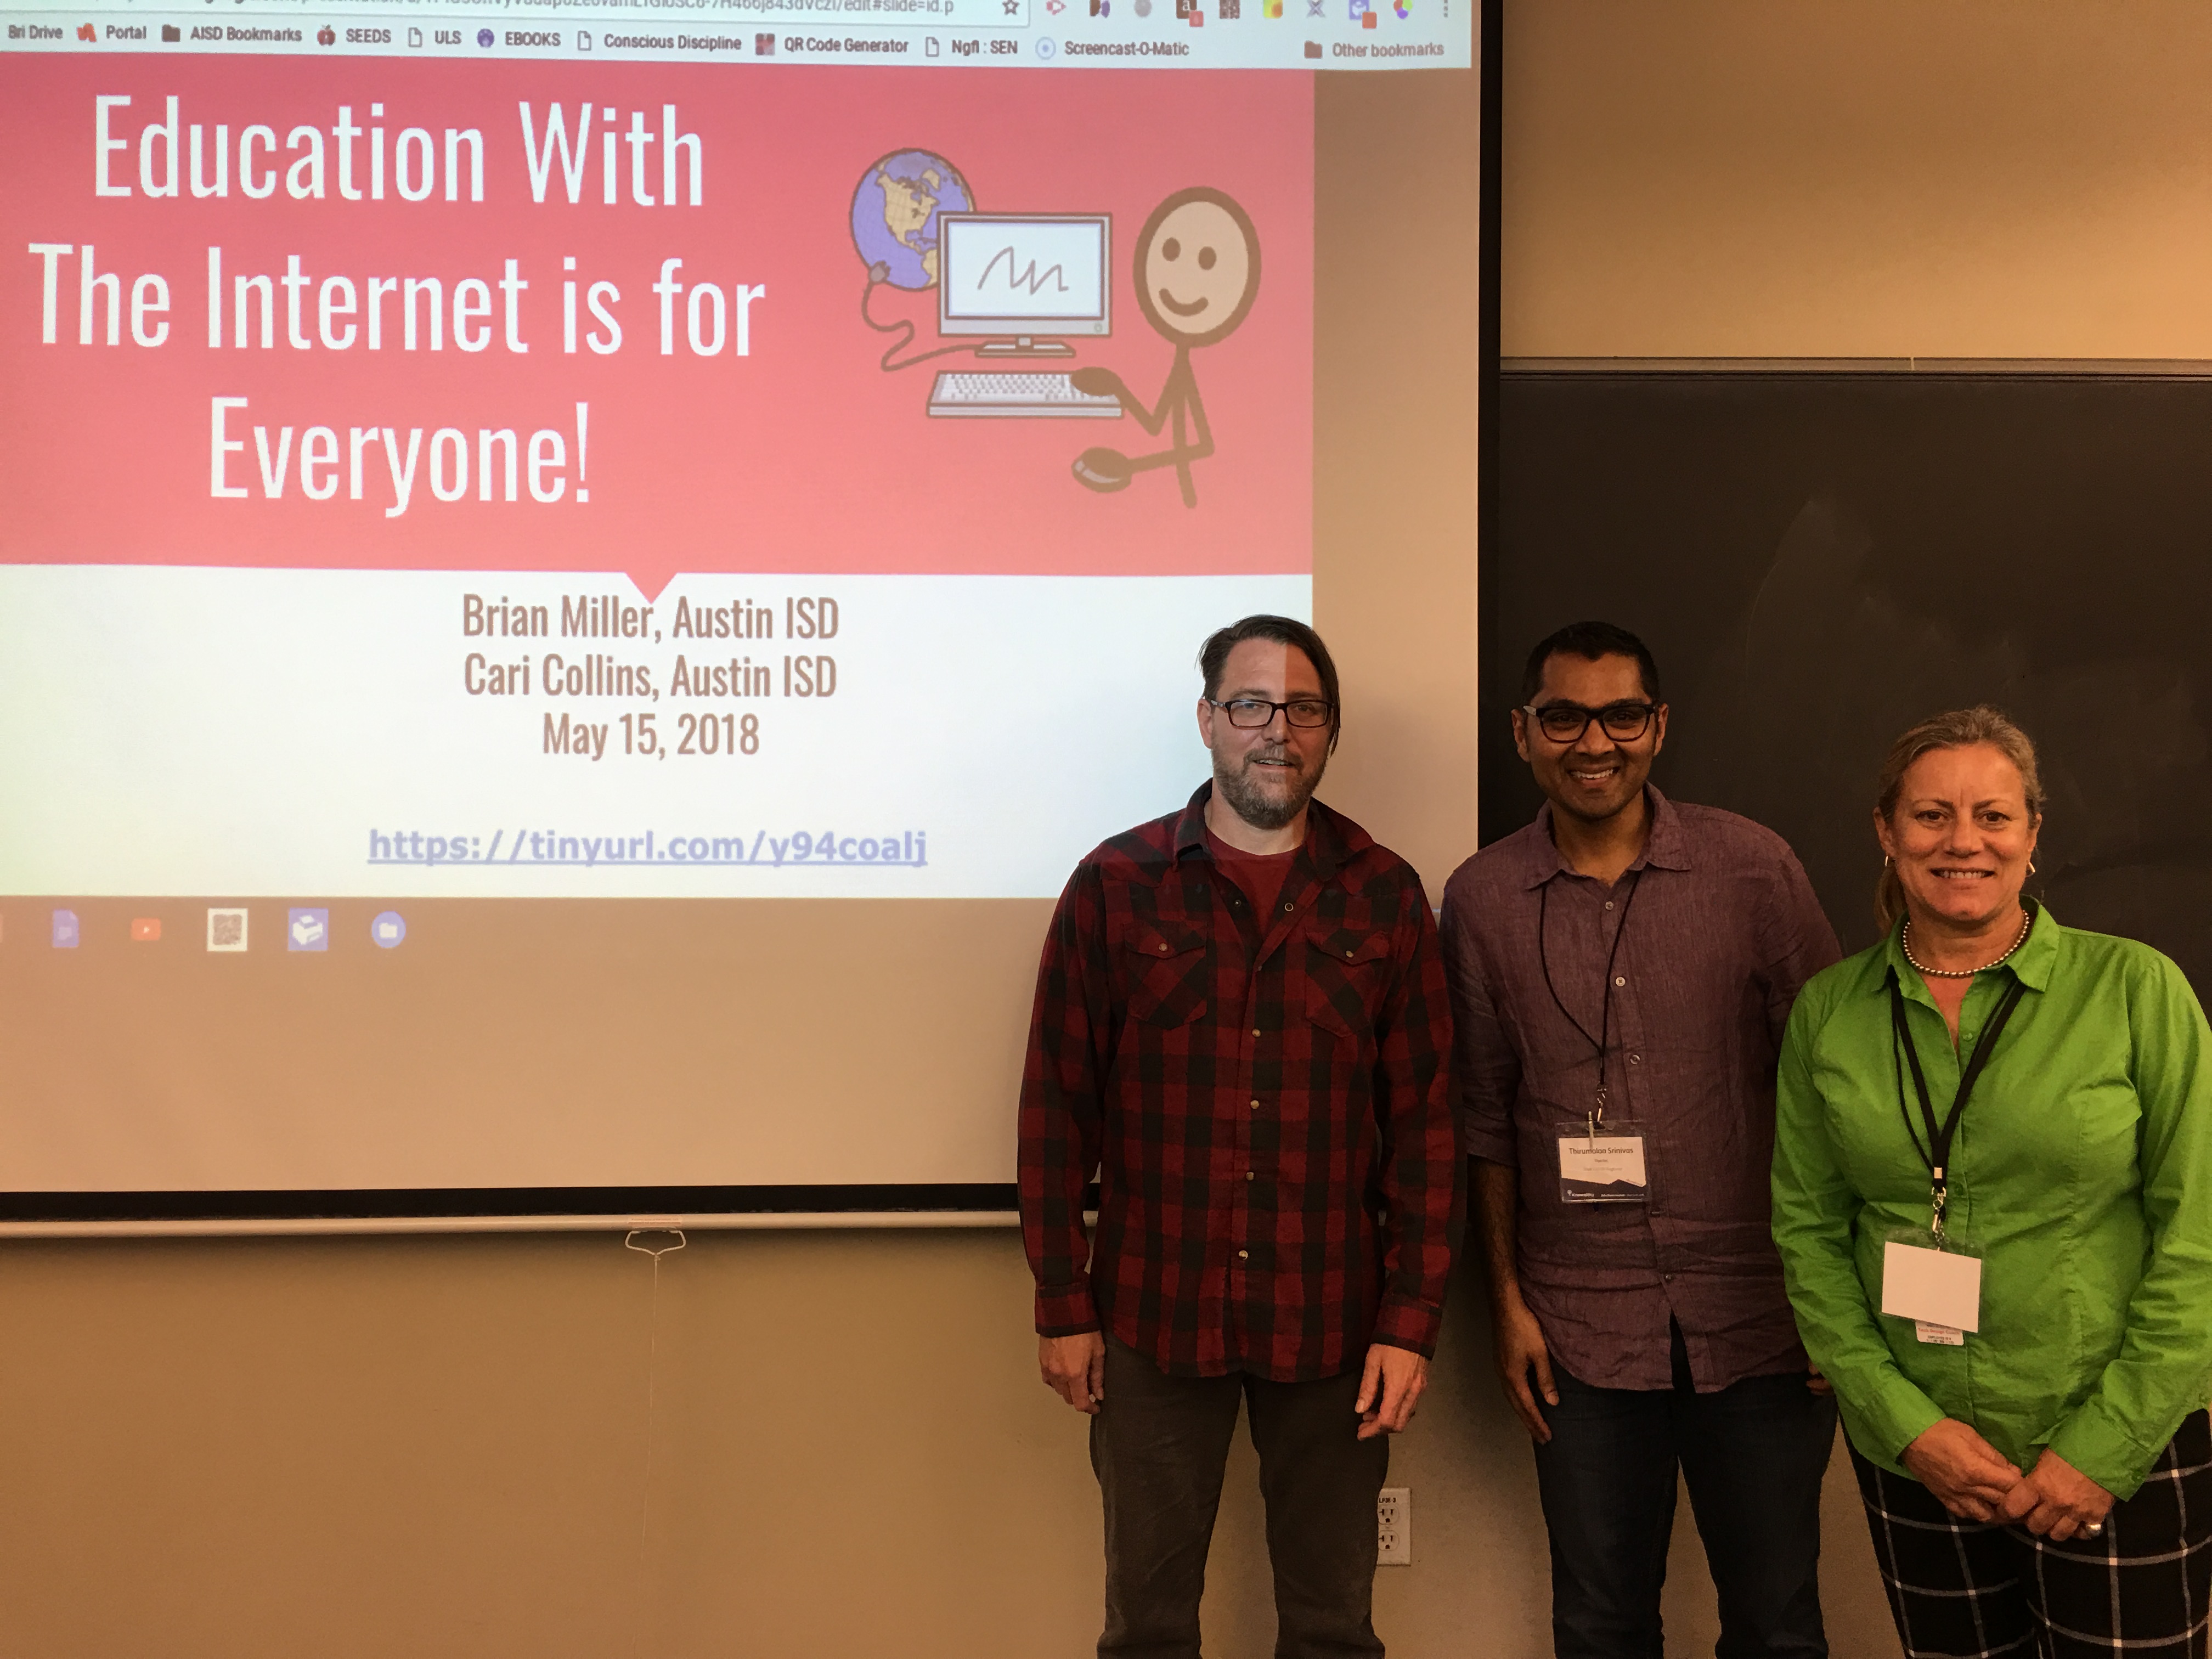 Bri Drive Portal AISD Bookmarks SEEDS ULS EBOOKS Conscious Discipline QR Code Generator Ngfl : SEN Screencast-O-Matic Other bookmarks
Education With
The Internet is for
Everyone!
Brian Miller, Austin ISD
Cari Collins, Austin ISD
May 15, 2018
https://tinyurl.com/y94coalj
Thirumalan Srinivas